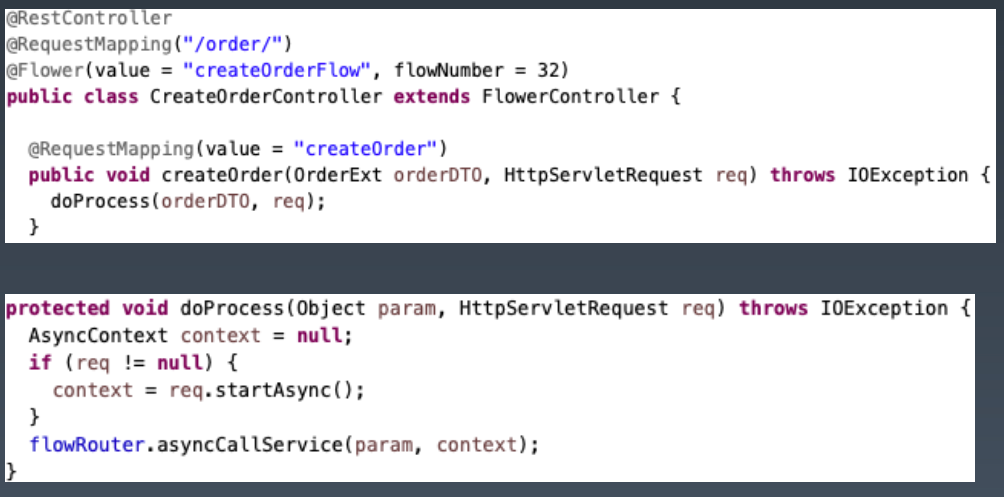 @RestController
@RequestMapping("/order/")
@Flower(value = "createOrderFlow", flowNumber = 32)
public class CreateOrderController extends FlowerController {
@RequestMapping(value = "createOrder")
public void createOrder(OrderExt orderDTO, HttpServletRequest req) throws IOException {
doProcess(orderDTO, req);
}
protected void doProcess(Object param, HttpServletRequest req) throws IOException {
AsyncContext context = null;
if (req != null) {
context = req.startAsync();
}
flowRouter.asyncCallService(param, context);
}